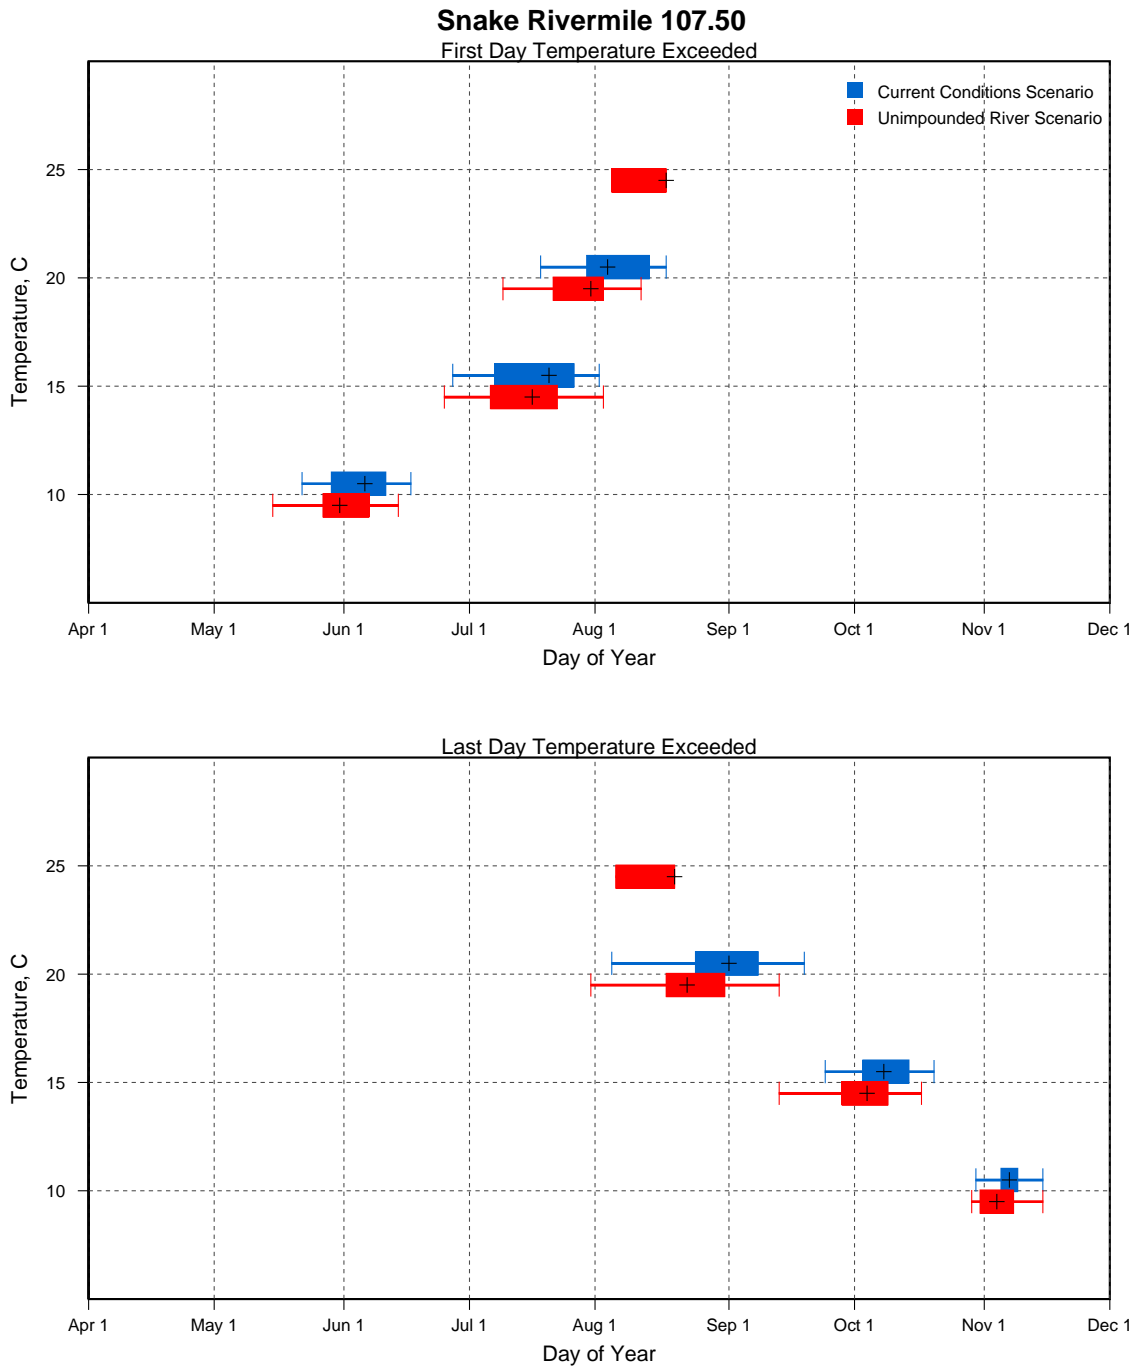 Snake Rivermile 107.50
First Day Temperature Exceeded
Current Conditions Scenario
Unimpounded River Scenario
25
20
15
10
Temperature, C
Apr 1 May 1 Jun 1 Jul 1 Aug 1 Sep 1 Oct 1 Nov 1 Dec 1
Day of Year
Last Day Temperature Exceeded
25
20
15
10
Temperature, C
Apr 1 May 1 Jun 1 Jul 1 Aug 1 Sep 1 Oct 1 Nov 1 Dec 1
Day of Year